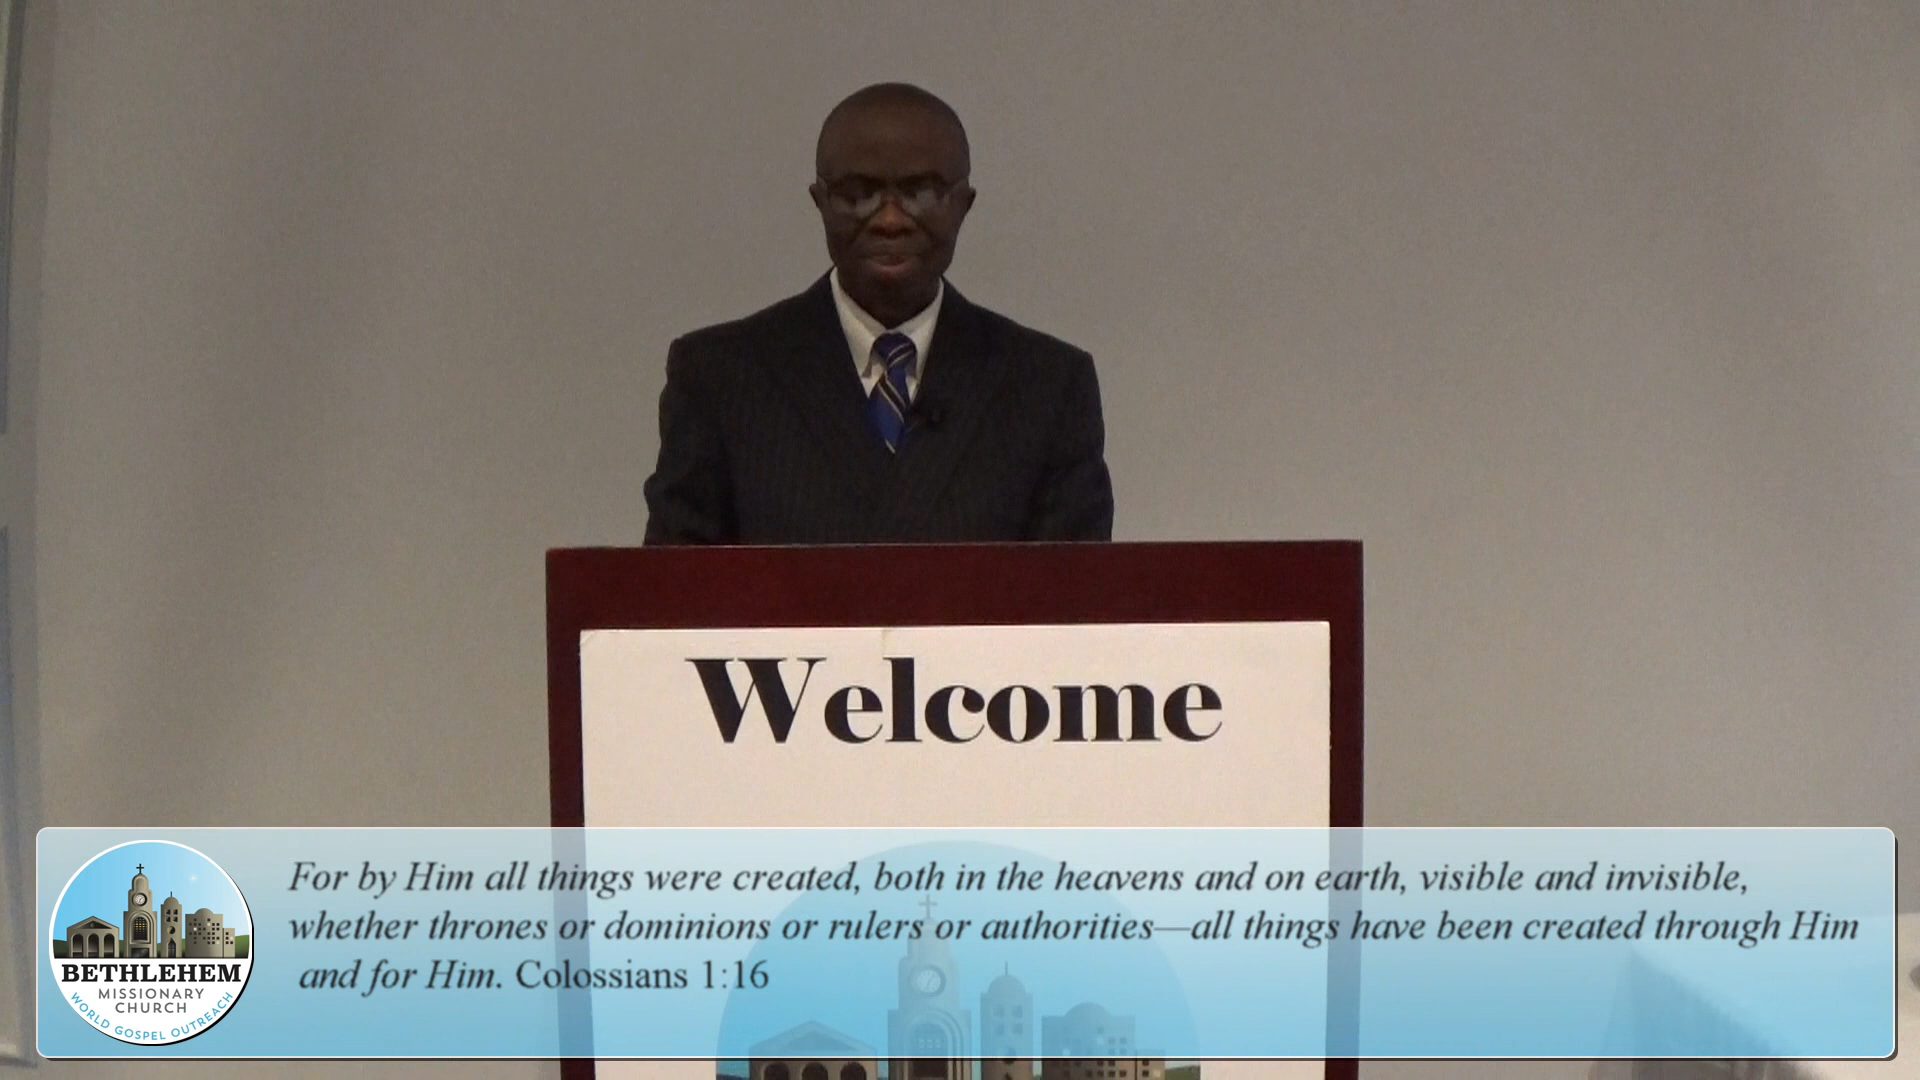 Welcome
For by Him all things were created, both in the heavens and on earth, visible and invisible,
whether thrones or dominions or rulers or authorities—all things have been created through Him
and for Him. Colossians 1:16
BETHLEHEM
MISSIONARY
CHURCH
WORLD GOSPEL OUTREACH